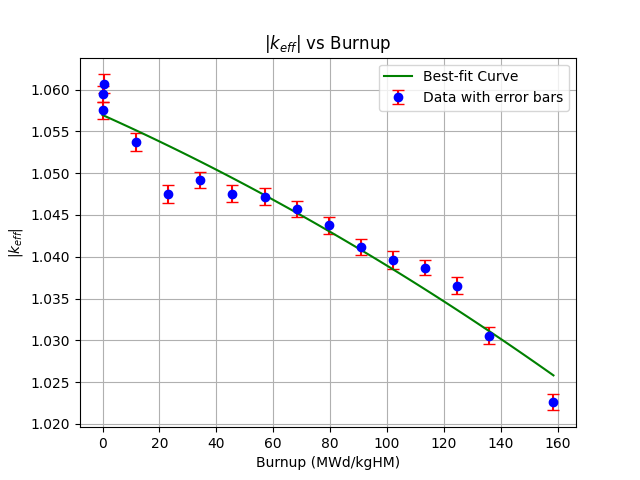 |k_eff| vs Burnup
Best-fit Curve
Data with error bars
|k_eff|
1.060
1.055
1.050
1.045
1.040
1.035
1.030
1.025
1.020
0 20 40 60 80 100 120 140 160
Burnup (MWd/kgHM)